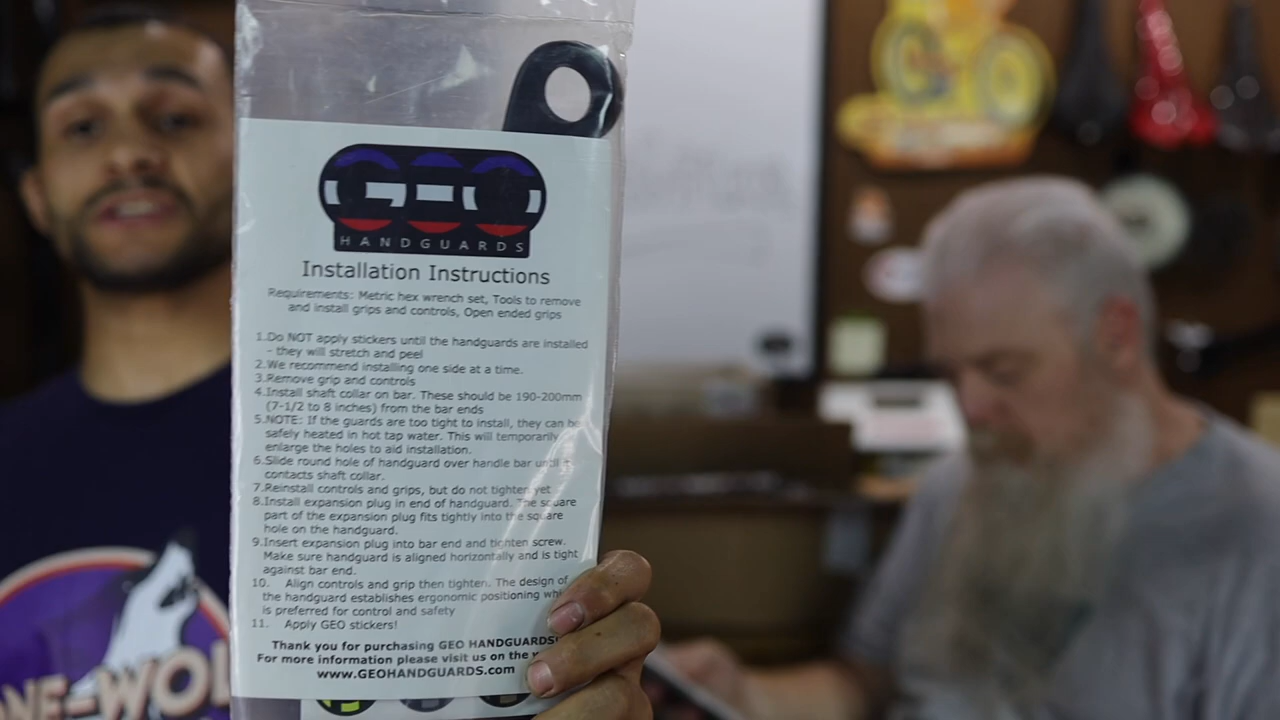 GEO
HANDGUARDS
Installation Instructions
Requirements: Metric hex wrench set, Tools to remove
and install grips and controls, Open ended grips
1.Do NOT apply stickers until the handguards are installed
- they will stretch and peel
2.We recommend installing one side at a time.
3.Remove grip and controls
4.Install shaft collar on bar. These should be 190-200mm
(7-1/2 to 8 inches) from the bar ends
5.NOTE: If the guards are too tight to install, they can be
safely heated in hot tap water. This will temporarily
enlarge the holes to aid installation.
6.Slide round hole of handguard over handle bar until it
contacts shaft collar.
7.Reinstall controls and grips, but do not tighten yet
8.Install expansion plug in end of handguard. The square
part of the expansion plug fits tightly into the square
hole on the handguard.
9.Insert expansion plug into bar end and tighten screw.
Make sure handguard is aligned horizontally and is tight
against bar end.
10. Align controls and grip then tighten. The design of
the handguard establishes ergonomic positioning
is preferred for control and safety
11. Apply GEO stickers!
Thank you for purchasing GEO HANDGUARDS!
For more information please visit us on the
www.GEOHANDGUARDS.com